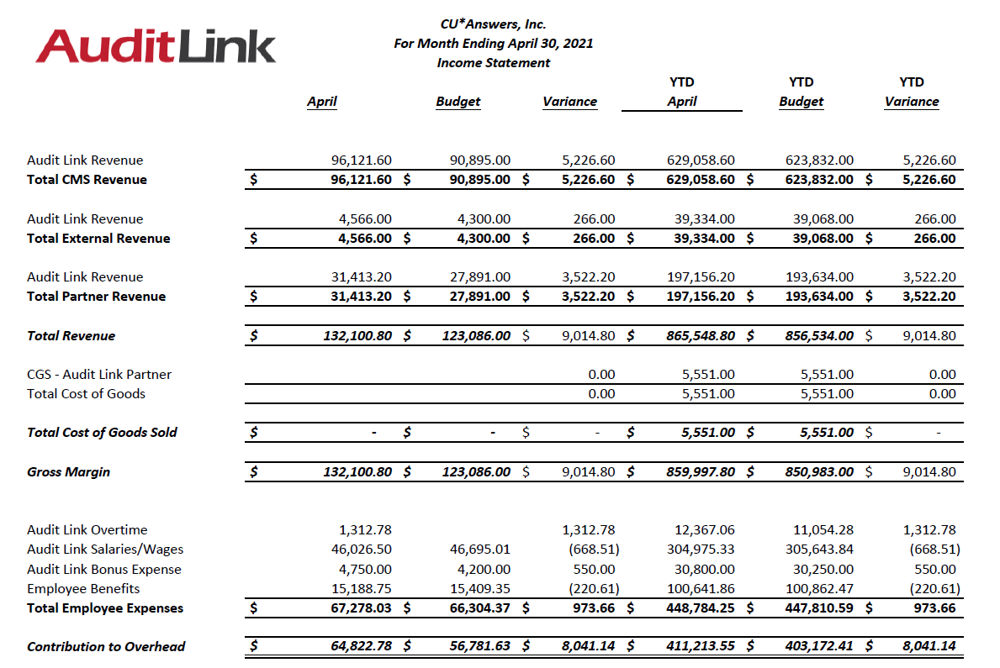 AuditLink
CU*Answers, Inc.
For Month Ending April 30, 2021
Income Statement
YTD YTD YTD
April Budget Variance April Budget Variance
Audit Link Revenue 96,121.60 90,895.00 5,226.60 629,058.60 623,832.00 5,226.60
Total CMS Revenue $ 96,121.60 $ 90,895.00 $ 5,226.60 $ 629,058.60 $ 623,832.00 $ 5,226.60
Audit Link Revenue 4,566.00 4,300.00 266.00 39,334.00 39,068.00 266.00
Total External Revenue $ 4,566.00 $ 4,300.00 $ 266.00 $ 39,334.00 $ 39,068.00 $ 266.00
Audit Link Revenue 31,413.20 27,891.00 3,522.20 197,156.20 193,634.00 3,522.20
Total Partner Revenue $ 31,413.20 $ 27,891.00 $ 3,522.20 $ 197,156.20 $ 193,634.00 $ 3,522.20
Total Revenue $ 132,100.80 $ 123,086.00 $ 9,014.80 $ 865,548.80 $ 856,534.00 $ 9,014.80
CGS - Audit Link Partner 0.00 5,551.00 5,551.00 0.00
Total Cost of Goods 0.00 5,551.00 5,551.00 0.00
Total Cost of Goods Sold $ - $ - $ - $ 5,551.00 $ 5,551.00 $ -
Gross Margin $ 132,100.80 $ 123,086.00 $ 9,014.80 $ 859,997.80 $ 850,983.00 $ 9,014.80
Audit Link Overtime 1,312.78 1,312.78 12,367.06 11,054.28 1,312.78
Audit Link Salaries/Wages 46,026.50 46,695.01 (668.51) 304,975.33 305,643.84 (668.51)
Audit Link Bonus Expense 4,750.00 4,200.00 550.00 30,800.00 30,250.00 550.00
Employee Benefits 15,188.75 15,409.35 (220.61) 100,641.86 100,862.47 (220.61)
Total Employee Expenses $ 67,278.03 $ 66,304.37 $ 973.66 $ 448,784.25 $ 447,810.59 $ 973.66
Contribution to Overhead $ 64,822.78 $ 56,781.63 $ 8,041.14 $ 411,213.55 $ 403,172.41 $ 8,041.14